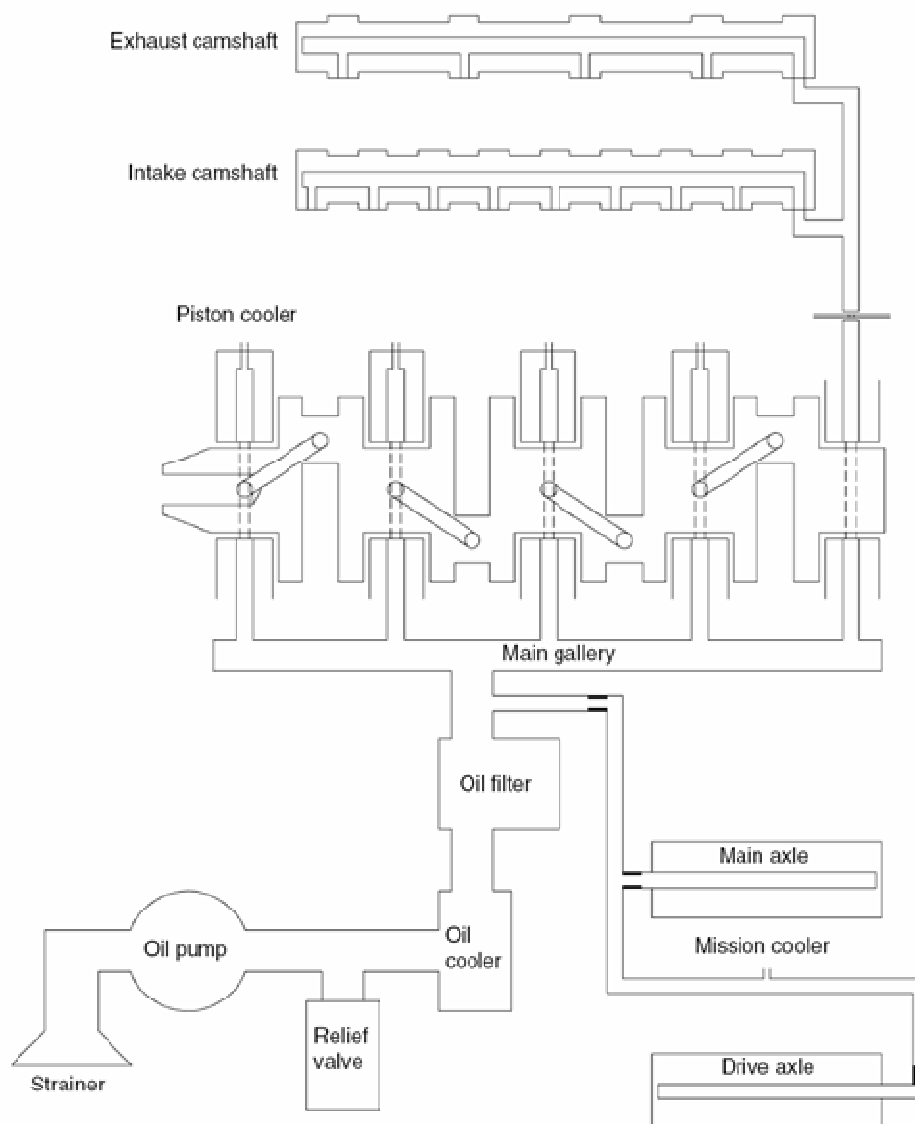 Exhaust camshaft
Intake camshaft
Piston cooler
Main gallery
Oil filter
Main axle
Oil pump
Oil
cooler
Mission cooler
Relief
valve
Strainer
Drive axle